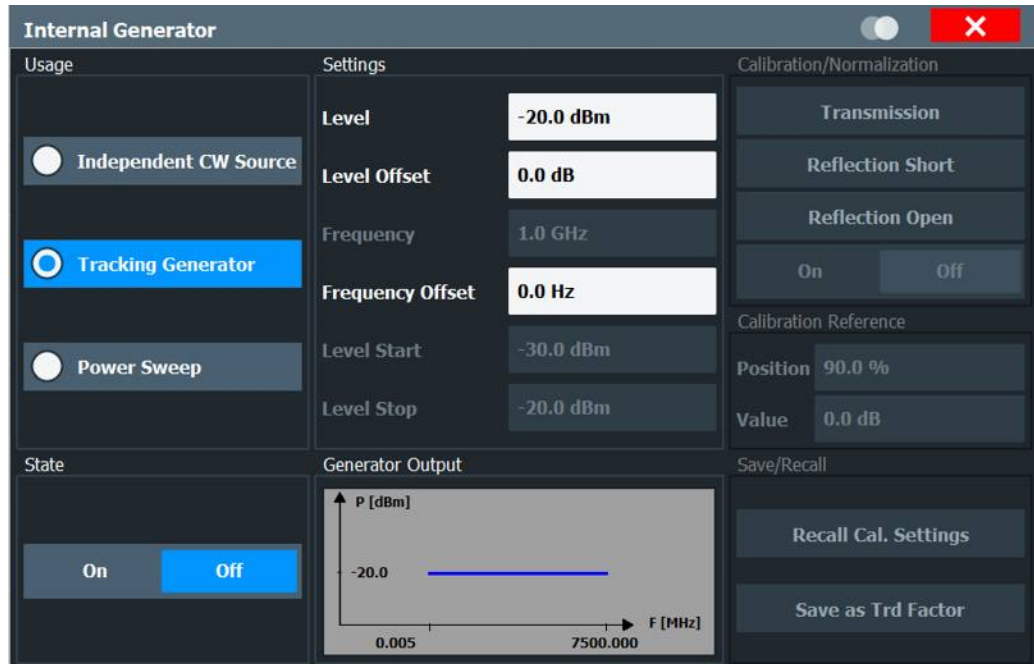 Internal Generator
Usage
Independent CW Source
Tracking Generator
Power Sweep
State
On Off
Settings
Level -20.0 dBm
Level Offset 0.0 dB
Frequency 1.0 GHz
Frequency Offset 0.0 Hz
Level Start -30.0 dBm
Level Stop -20.0 dBm
Generator Output
P [dBm]
-20.0
F [MHz]
0.005 7500.000
Calibration/Normalization
Transmission
Reflection Short
Reflection Open
On Off
Calibration Reference
Position 90.0 %
Value 0.0 dB
Save/Recall
Recall Cal. Settings
Save as Trd Factor